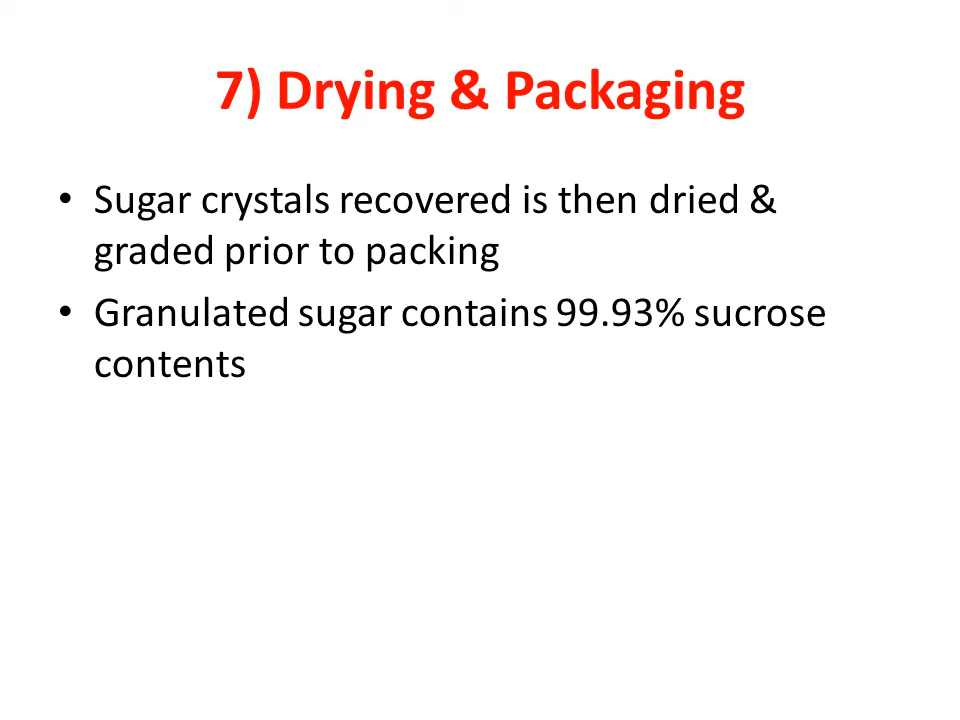 7) Drying & Packaging
• Sugar crystals recovered is then dried &
graded prior to packing
• Granulated sugar contains 99.93% sucrose
contents